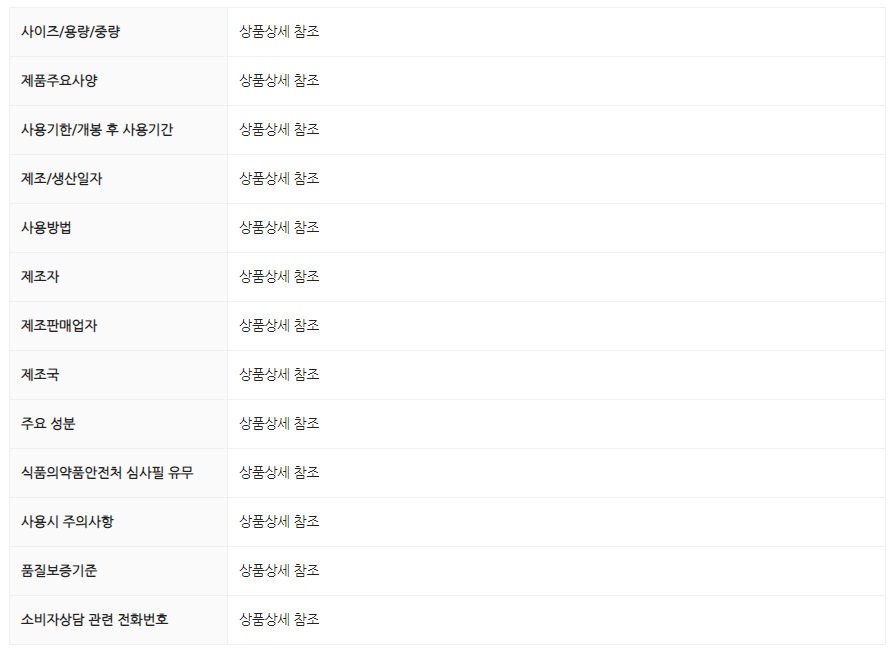 사이즈/용량/중량 상품상세 참조
제품주요사양 상품상세 참조
사용기한/개봉 후 사용기간 상품상세 참조
제조/생산일자 상품상세 참조
사용방법 상품상세 참조
제조자 상품상세 참조
제조판매업자 상품상세 참조
제조국 상품상세 참조
주요 성분 상품상세 참조
식품의약품안전처 심사필 유무 상품상세 참조
사용시 주의사항 상품상세 참조
품질보증기준 상품상세 참조
소비자상담 관련 전화번호 상품상세 참조